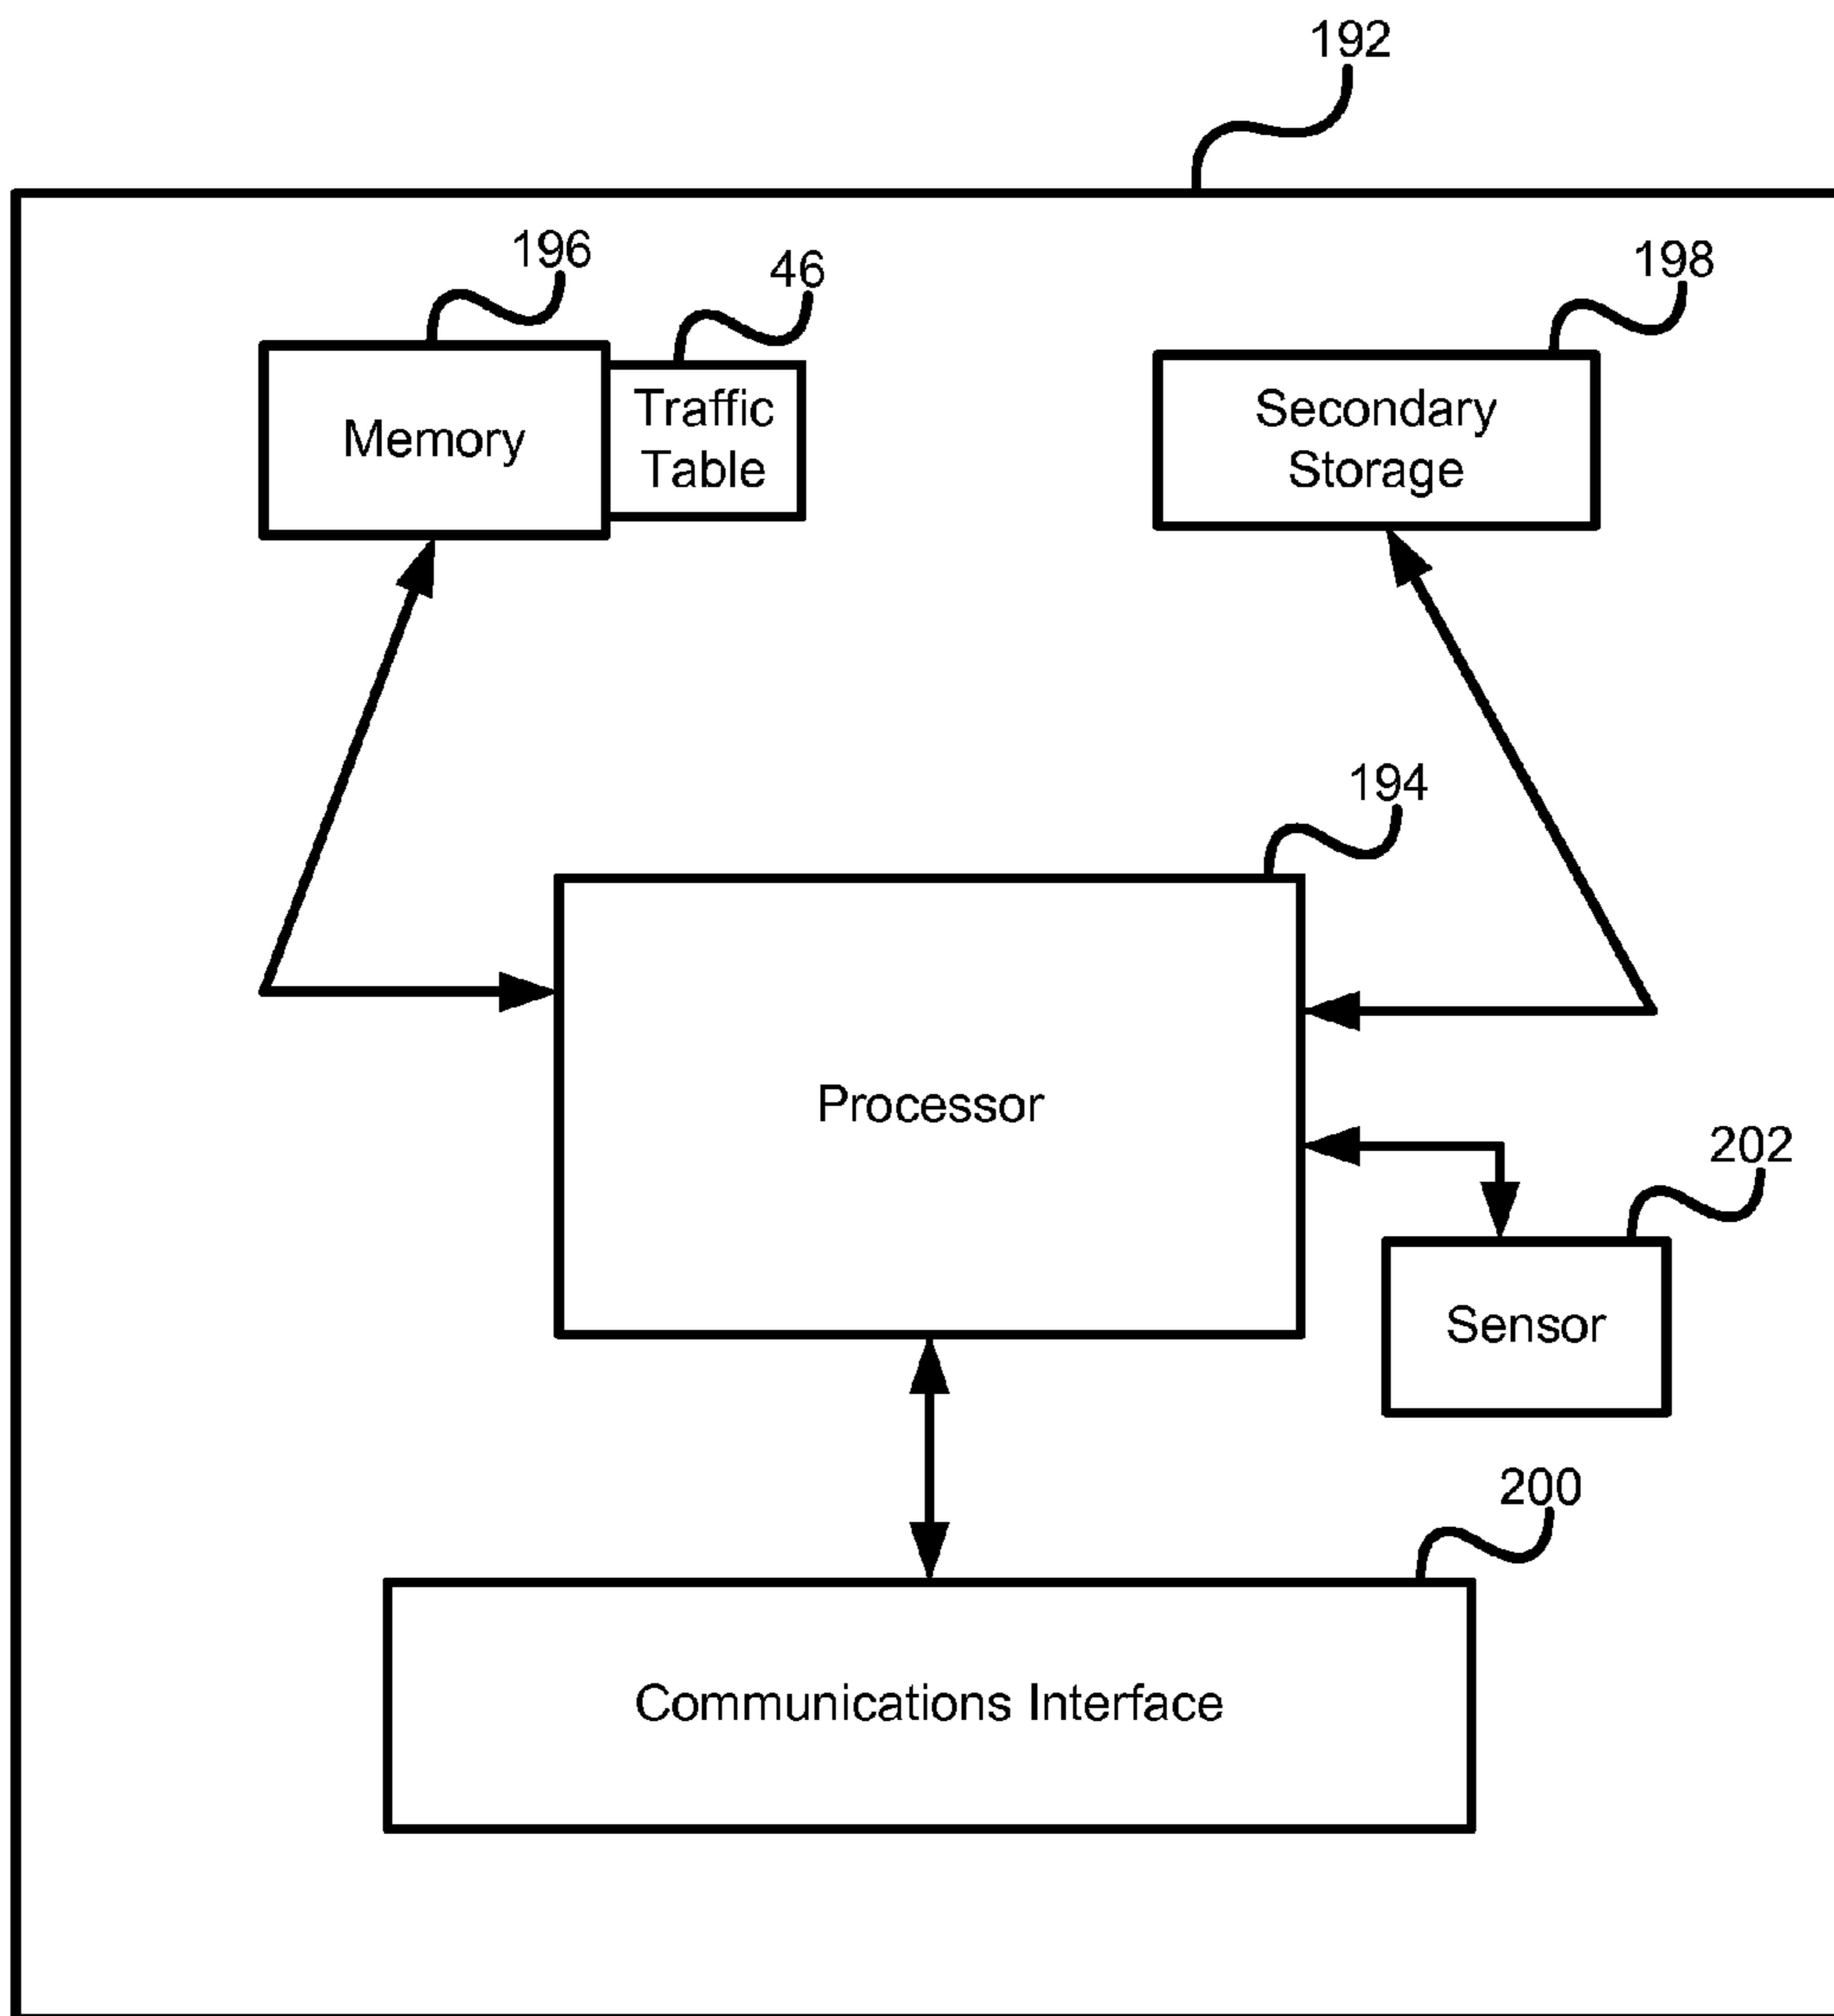 192
196
46
198
Memory
Traffic
Table
Secondary
Storage
194
Processor
202
Sensor
200
Communications Interface